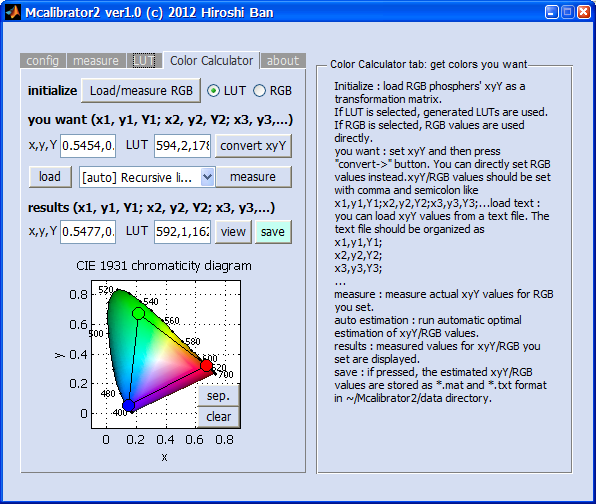 Mcalibrator2 ver1.0 (c) 2012 Hiroshi Ban
config measure LUT Color Calculator about
initialize Load/measure RGB LUT RGB
you want (x1, y1, Y1; x2, y2, Y2; x3, y3,...)
x,y,Y 0.5454,0. LUT 594,2,178 convert xyY
load [auto] Recursive li... measure
results (x1, y1, Y1; x2, y2, Y2; x3, y3,...)
x,y,Y 0.5477,0. LUT 592,1,162 view save
CIE 1931 chromaticity diagram
0.8
0.6
0.4
0.2
0
y
520
540
560
500
580
600
620
700
480
400
sep.
clear
0 0.2 0.4 0.6 0.8
x
Color Calculator tab: get colors you want
Initialize : load RGB phosphers' xyY as a
transformation matrix.
If LUT is selected, generated LUTs are used.
If RGB is selected, RGB values are used
directly.
you want : set xyY and then press
"convert->" button. You can directly set RGB
values instead.xyY/RGB values should be set
with comma and semicolon like
x1,y1,Y1;x2,y2,Y2;x3,y3,Y3;...load text :
you can load xyY values from a text file. The
text file should be organized as
x1,y1,Y1;
x2,y2,Y2;
x3,y3,Y3;
...
measure : measure actual xyY values for RGB
you set.
auto estimation : run automatic optimal
estimation of xyY/RGB values.
results : measured values for xyY/RGB you
set are displayed.
save : if pressed, the estimated xyY/RGB
values are stored as *.mat and *.txt format
in ~/Mcalibrator2/data directory.